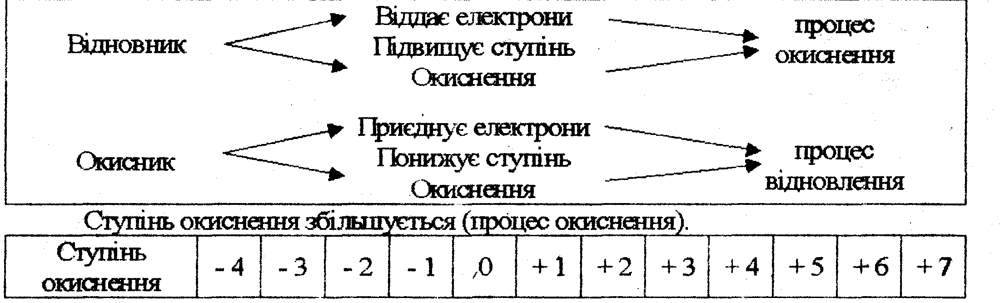 Відновник
Віддає електрони
Підвищує ступінь
Окиснення
процес
окиснення
Окисник
Приєднує електрони
Понижує ступінь
Окиснення
процес
відновлення
Ступінь окиснення збільшується (процес окиснення).
Ступінь
окиснення
- 4 - 3 - 2 - 1 0 + 1 + 2 + 3 + 4 + 5 + 6 + 7